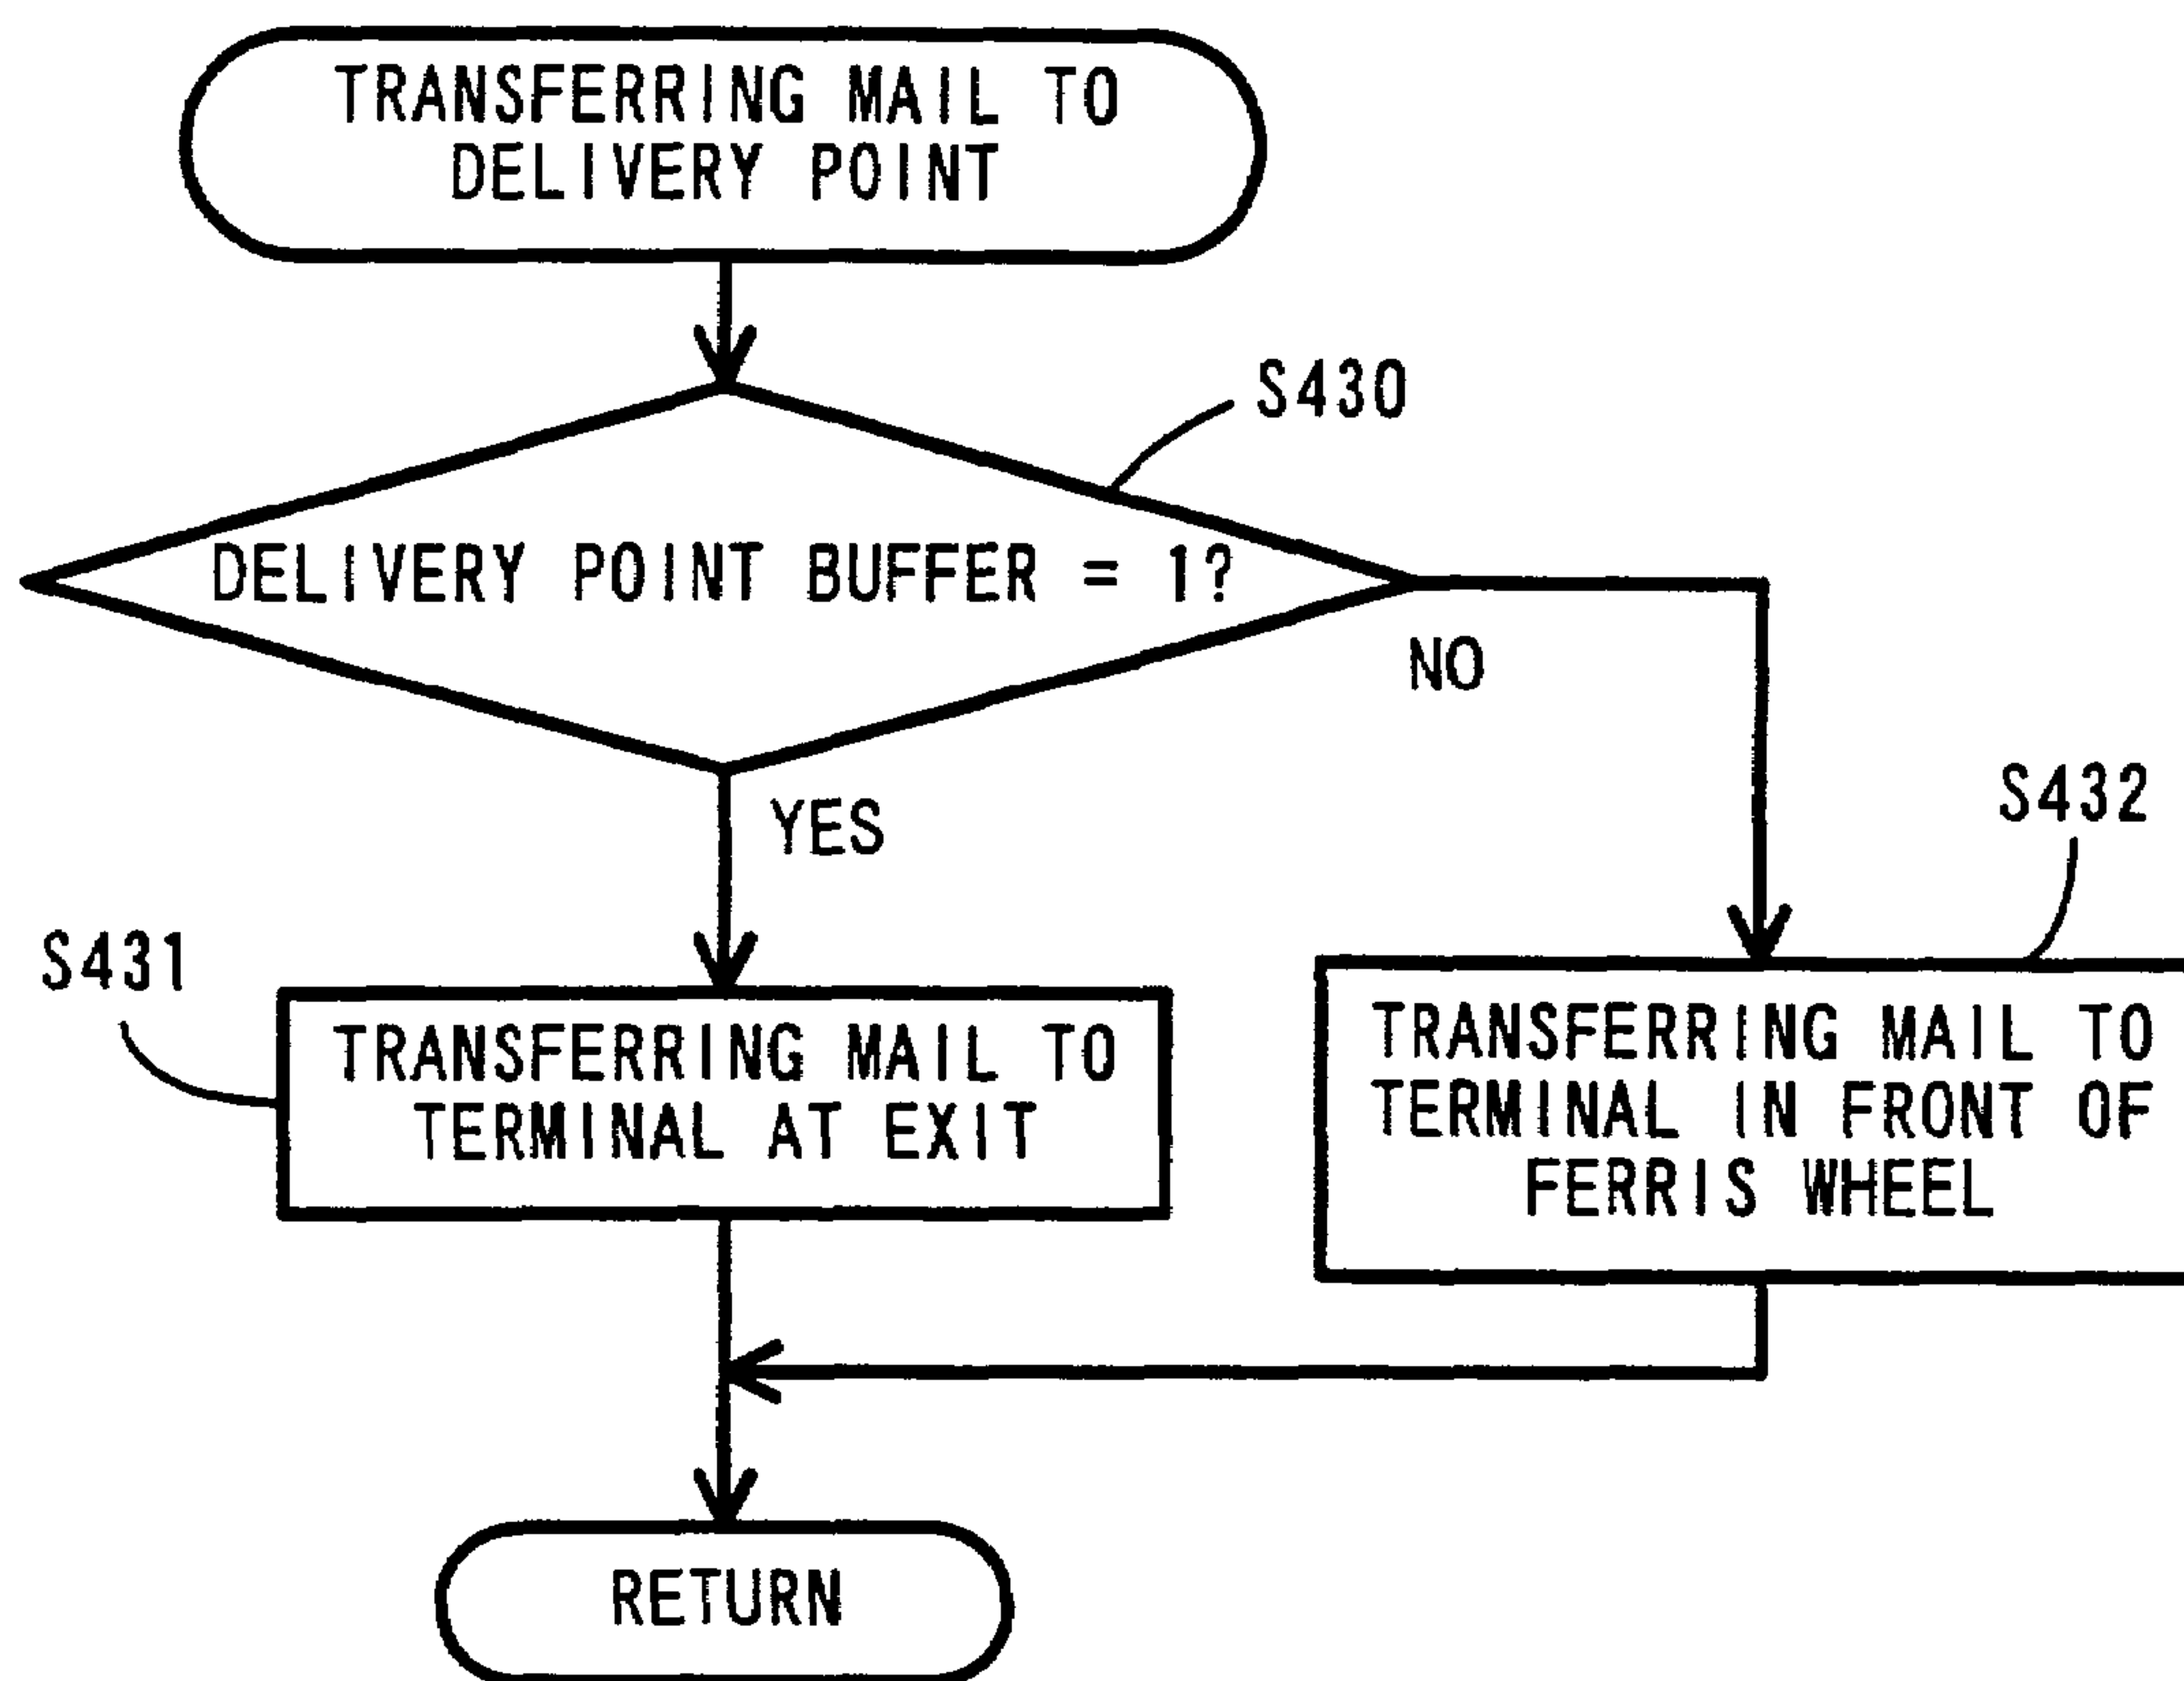 TRANSFERRING MAIL TO
DELIVERY POINT
S430
DELIVERY POINT BUFFER = 1?
NO
YES
S432
S431
TRANSFERRING MAIL TO
TERMINAL AT EXIT
TRANSFERRING MAIL TO
TERMINAL IN FRONT OF
FERRIS WHEEL
RETURN